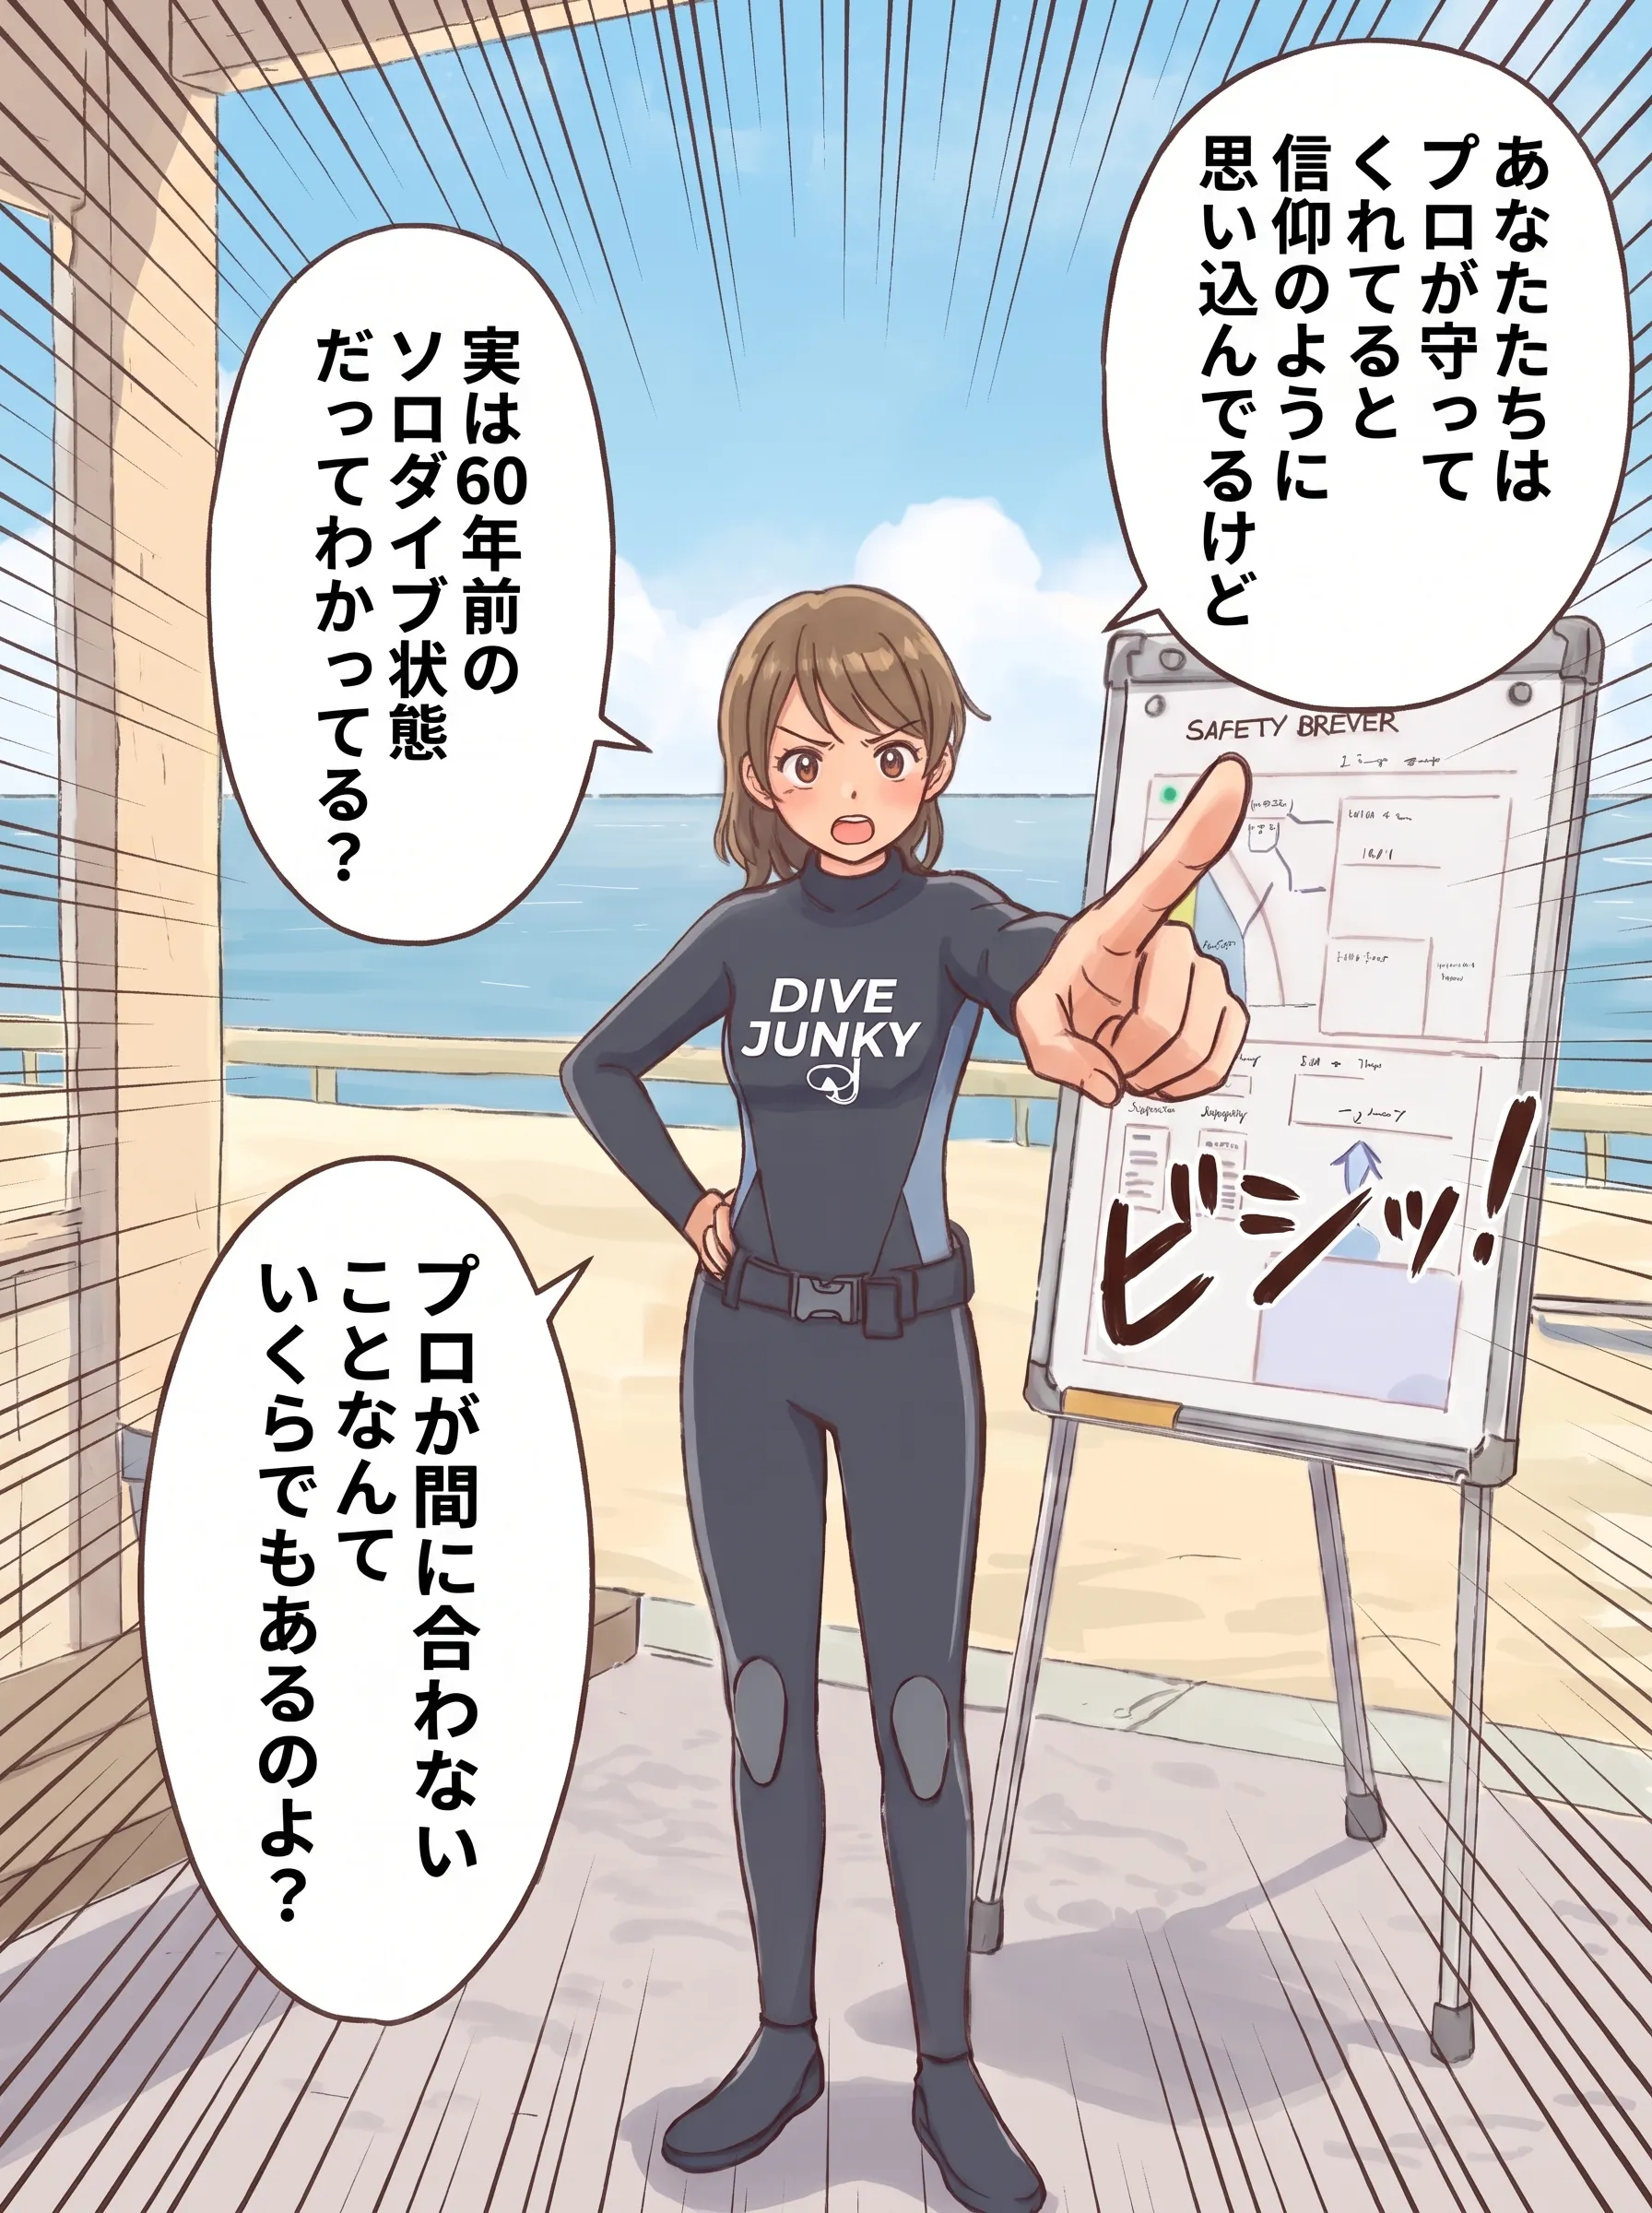 あなたたちは
プロが守って
くれてると
信仰のように
思い込んでるけど
実は60年前の
ソロダイブ状態
だってわかってる？
SAFETY BREVER
DIVE
JUNKY
ビシッ！
プロが間に合わない
ことなんて
いくらでもあるのよ？